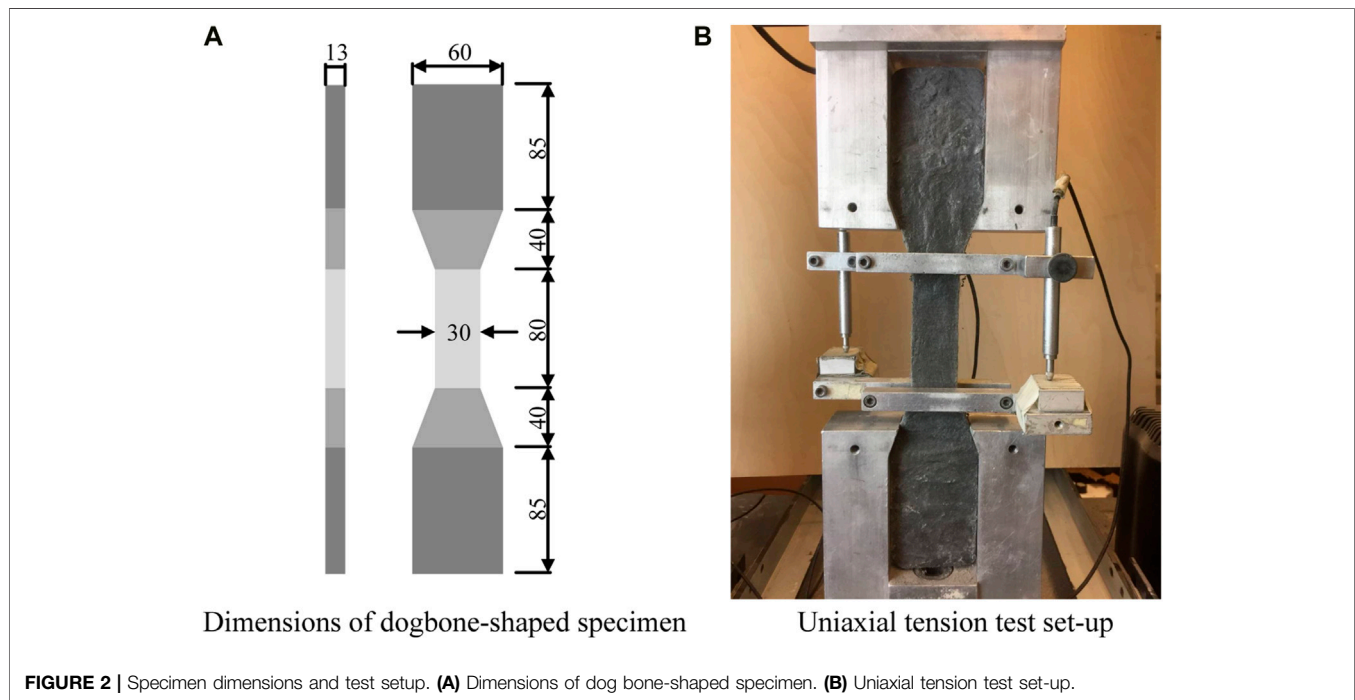 A
B
13
60
85
40
30
80
40
85
Dimensions of dogbone-shaped specimen
Uniaxial tension test set-up
FIGURE 2 | Specimen dimensions and test setup. (A) Dimensions of dog bone-shaped specimen. (B) Uniaxial tension test set-up.